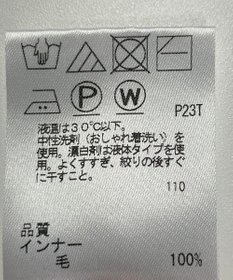 P W P23T
液温は30℃以下。
中性洗剤（おしゃれ着洗い）を
使用。漂白剤は液体タイプを使
用。よくすすぎ、絞りの後すぐ
に干すこと。
110
品質
インナー
毛 100%